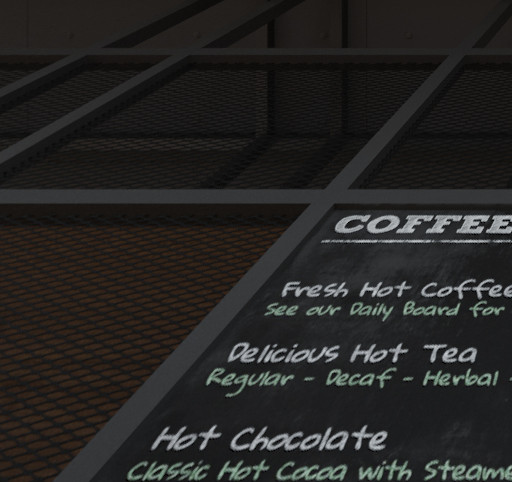 COFFEE
Fresh Hot Coffee
See our Daily Board for
Delicious Hot Tea
Regular - Decaf - Herbal -
Hot Chocolate
Classic Hot Cocoa with Steame